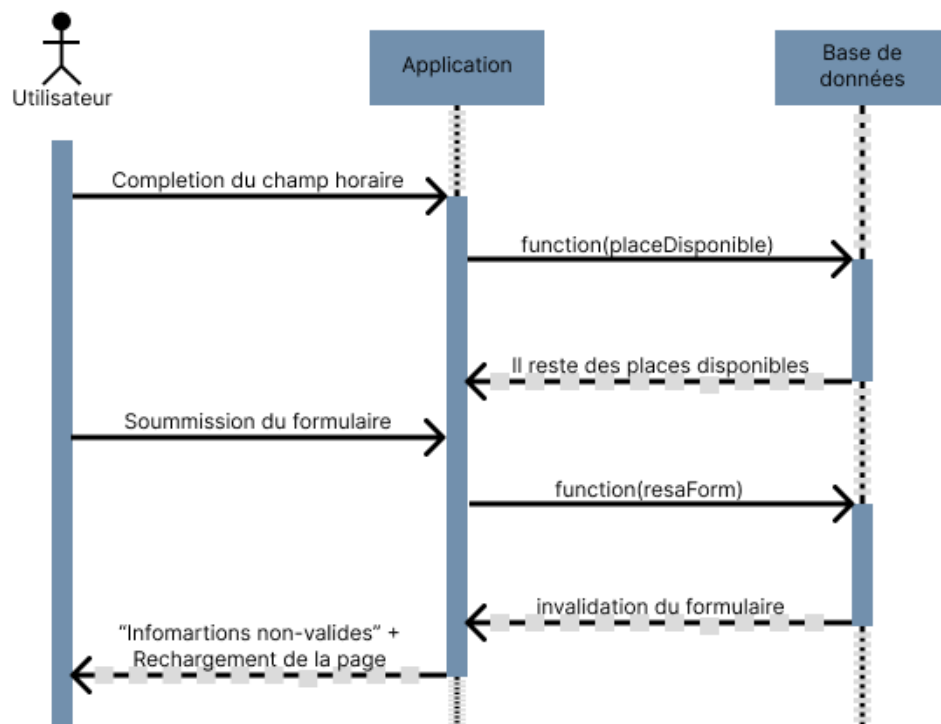 Utilisateur
Application
Base de
données
Completion du champ horaire
function(placeDisponible)
Il reste des places disponibles
Soummission du formulaire
function(resaForm)
invalidation du formulaire
“Infomartions non-valides” +
Rechargement de la page